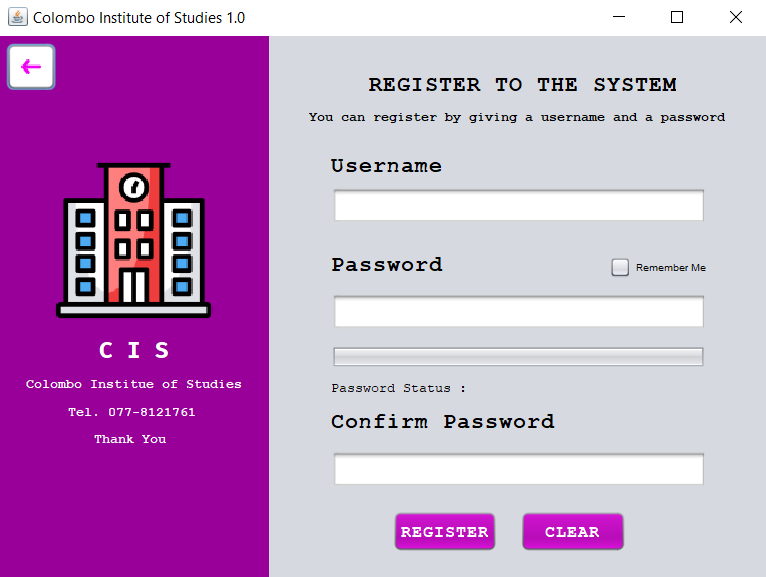 Colombo Institute of Studies 1.0
C I S
Colombo Institue of Studies
Tel. 077-8121761
Thank You
REGISTER TO THE SYSTEM
You can register by giving a username and a password
Username
Password
Remember Me
Password Status :
Confirm Password
REGISTER
CLEAR